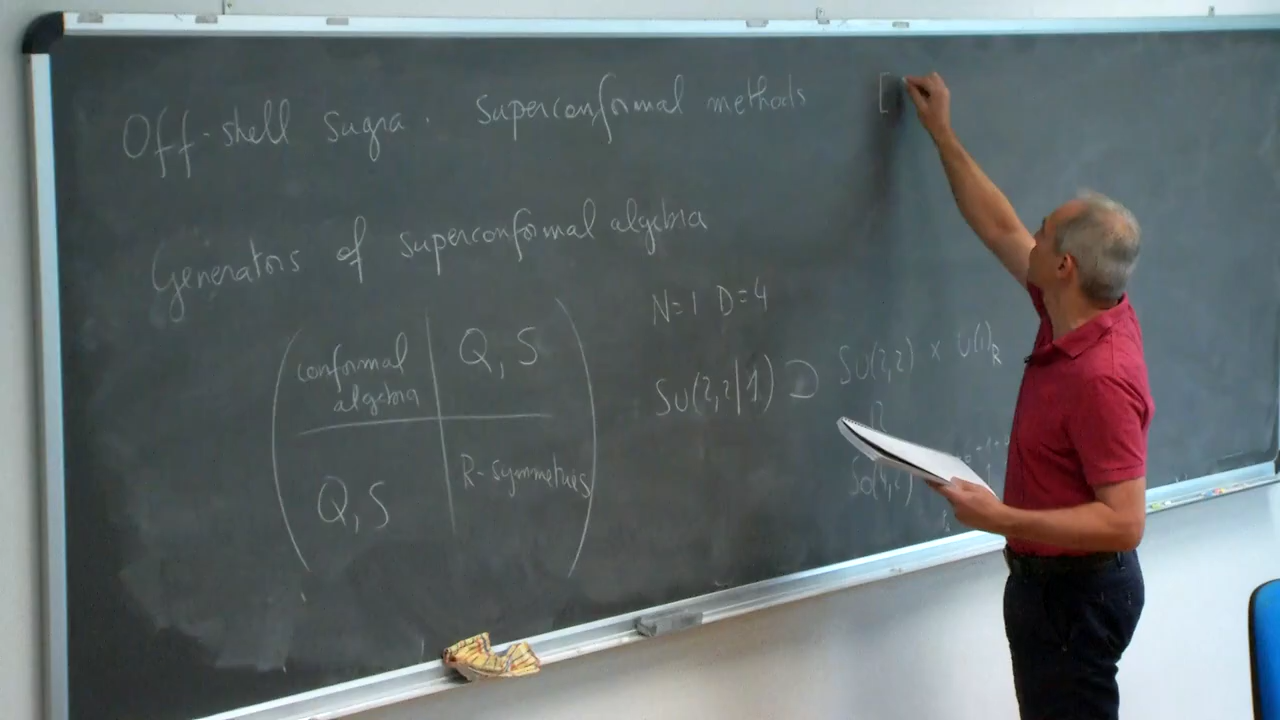 Off-shell Sugra. Superconformal methods [
Generators of superconformal algebra
N=1 D=4
conformal algebra Q, S
SU(2,2|1) ⊃ SU(2,2) × U(1)R
Q, S R-symmetries
SO(4,2)